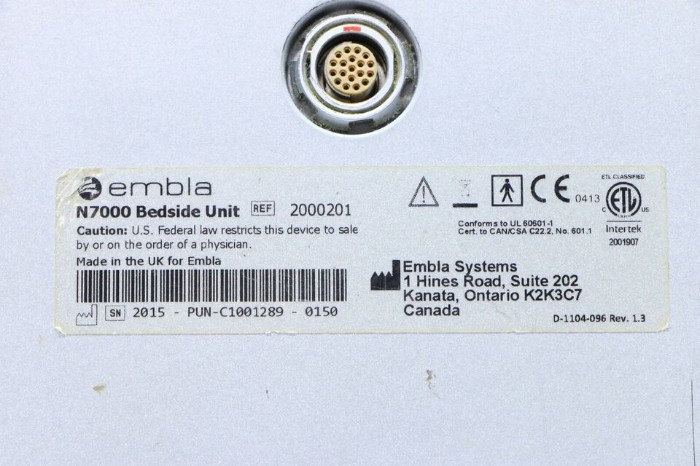 embla
N7000 Bedside Unit REF 2000201
Caution: U.S. Federal law restricts this device to sale
by or on the order of a physician.
Made in the UK for Embla
SN 2015 - PUN-C1001289 - 0150
CE 0413
Conforms to UL 60601-1
Cert. to CAN/CSA C22.2, No. 601.1
ETL CLASSIFIED
C ETL US
Intertek
2001907
Embla Systems
1 Hines Road, Suite 202
Kanata, Ontario K2K3C7
Canada
D-1104-096 Rev. 1.3